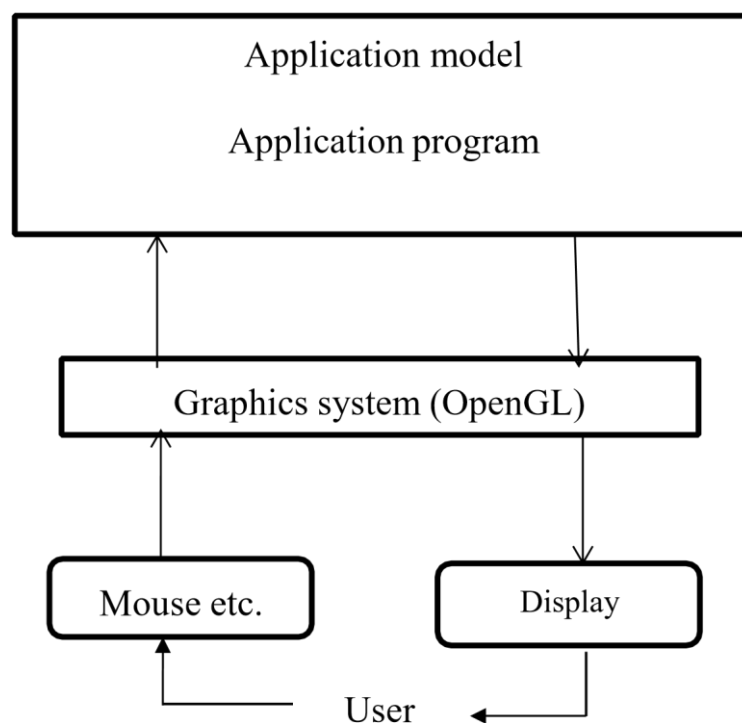 Application model
Application program
Graphics system (OpenGL)
Mouse etc.
Display
User